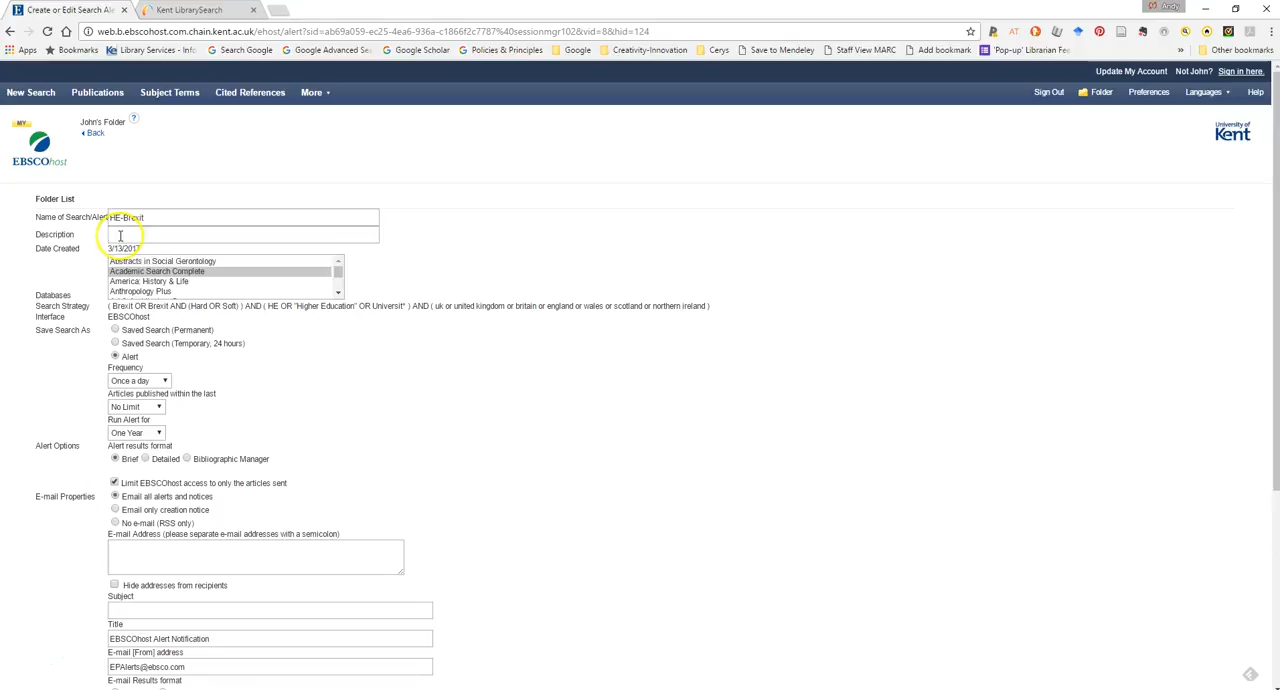 Create or Edit Search Ale
Kent LibrarySearch
Andy
web.b.ebscohost.com.chain.kent.ac.uk/ehost/alert?sid=ab69a059-ec25-4ea6-936a-c1866f2c7787%40sessionmgr102&vid=8&hid=124
Apps Bookmarks Library Services - Info Google Search Google Advanced Se Google Scholar Politics & Principles Google Creativity-Innovation Cerys Save to Mendeley Staff View MARC Add bookmark 'Pop-up' Librarian Fe » Other bookmarks
Update My Account Not John? Sign in here.
New Search Publications Subject Terms Cited References More Sign Out Folder Preferences Languages Help
MY
EBSCOhost
John's Folder ?
Back
University of
Kent
Folder List
Name of Search/Alert HE-Brexit
Description
Date Created 3/13/2017
Abstracts in Social Gerontology
Academic Search Complete
America: History & Life
Anthropology Plus
Databases
Search Strategy ( Brexit OR Brexit AND (Hard OR Soft) ) AND ( HE OR "Higher Education" OR Universit* ) AND ( uk or united kingdom or britain or england or wales or scotland or northern ireland )
Interface EBSCOhost
Save Search As Saved Search (Permanent)
Saved Search (Temporary, 24 hours)
Alert
Frequency
Once a day
Articles published within the last
No Limit
Run Alert for
One Year
Alert Options Alert results format
Brief Detailed Bibliographic Manager
Limit EBSCOhost access to only the articles sent
E-mail Properties Email all alerts and notices
Email only creation notice
No e-mail (RSS only)
E-mail Address (please separate e-mail addresses with a semicolon)
Hide addresses from recipients
Subject
Title
EBSCOhost Alert Notification
E-mail [From] address
EPAlerts@ebsco.com
E-mail Results format